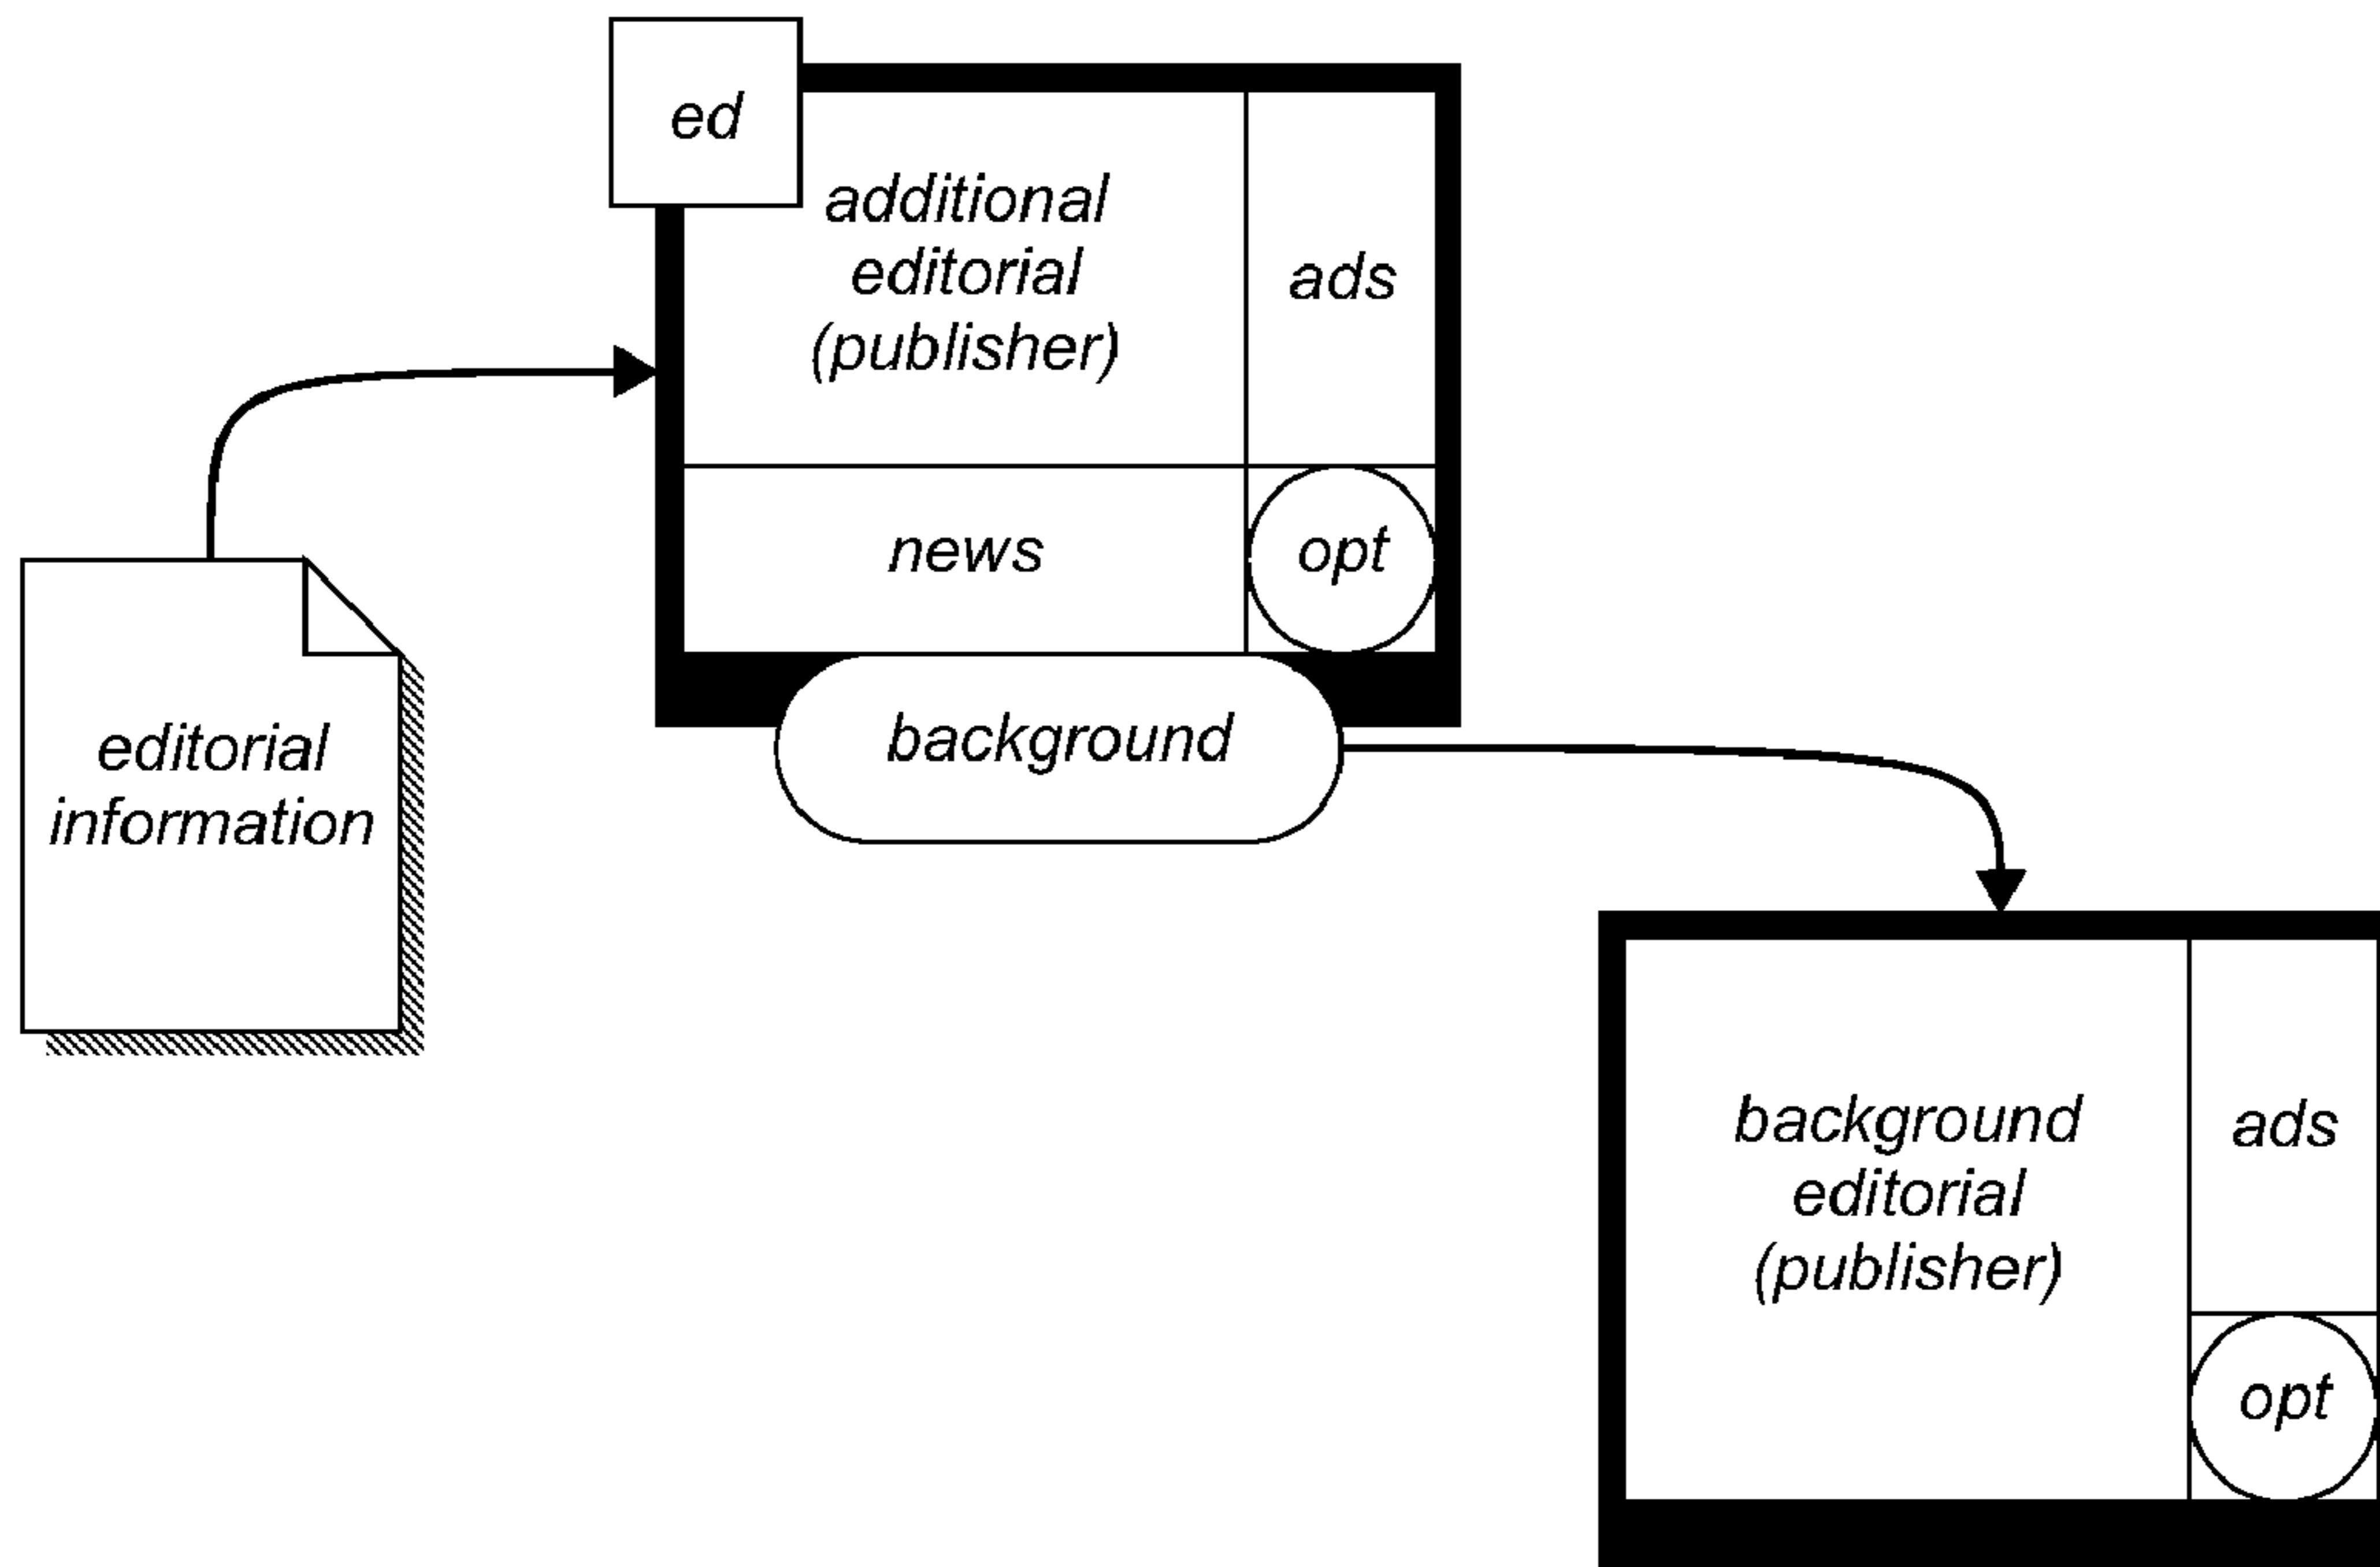 ed
additional
editorial
(publisher)
ads
news
opt
background
editorial
information
background
editorial
(publisher)
ads
opt